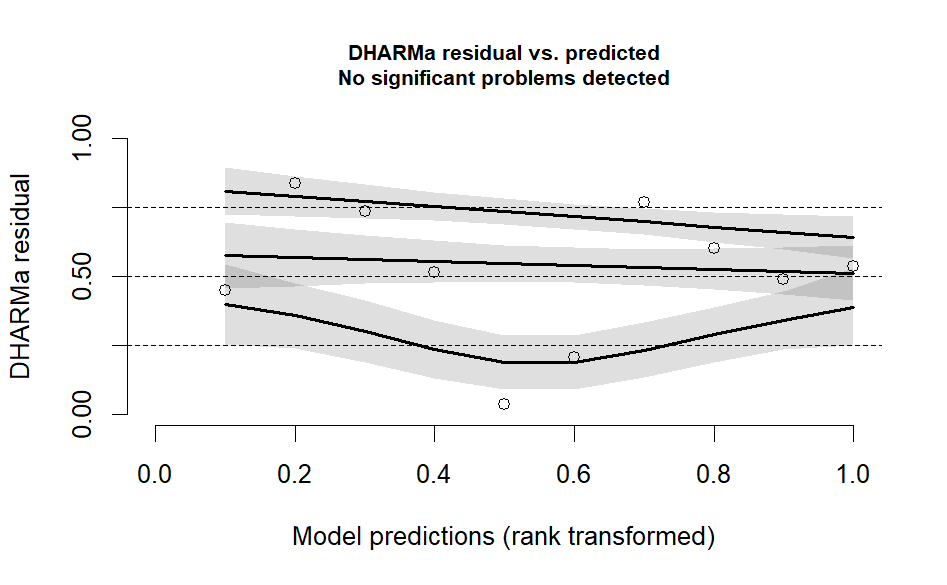 DHARMa residual vs. predicted
No significant problems detected
DHARMa residual
1.00
0.50
0.00
0.0 0.2 0.4 0.6 0.8 1.0
Model predictions (rank transformed)